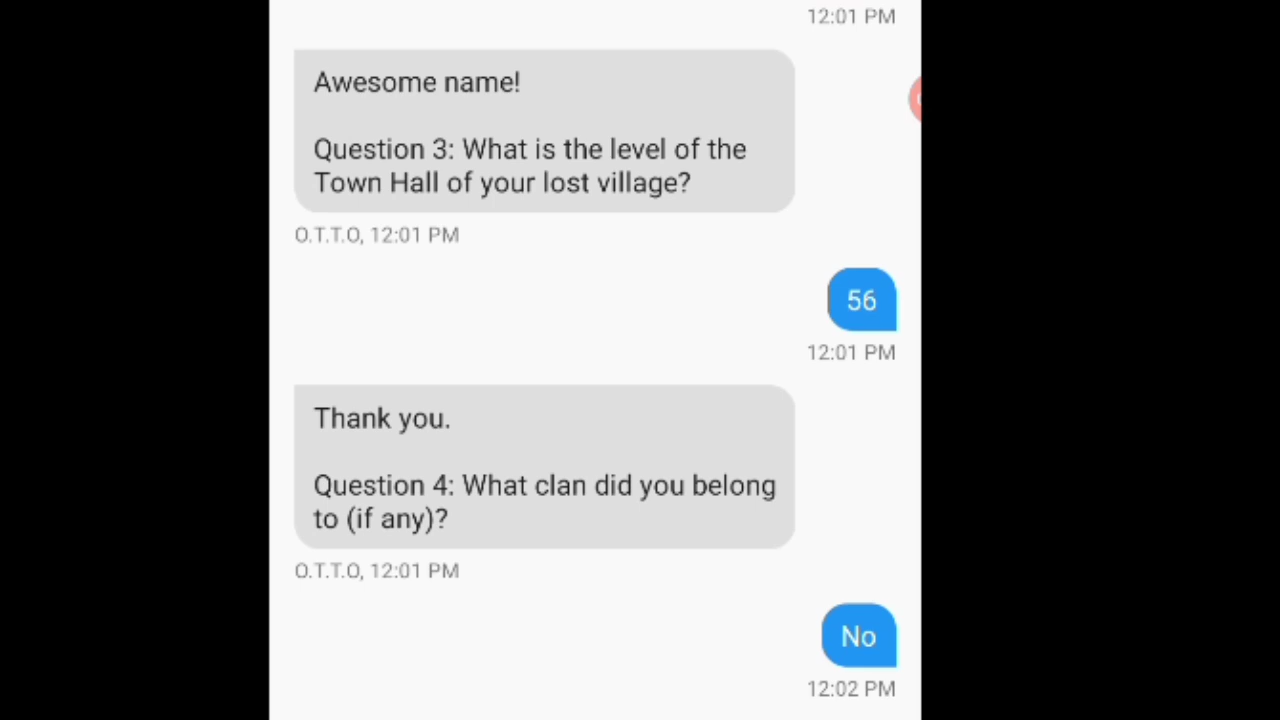 12:01 PM
Awesome name!
Question 3: What is the level of the
Town Hall of your lost village?
O.T.T.O, 12:01 PM
56
12:01 PM
Thank you.
Question 4: What clan did you belong
to (if any)?
O.T.T.O, 12:01 PM
No
12:02 PM